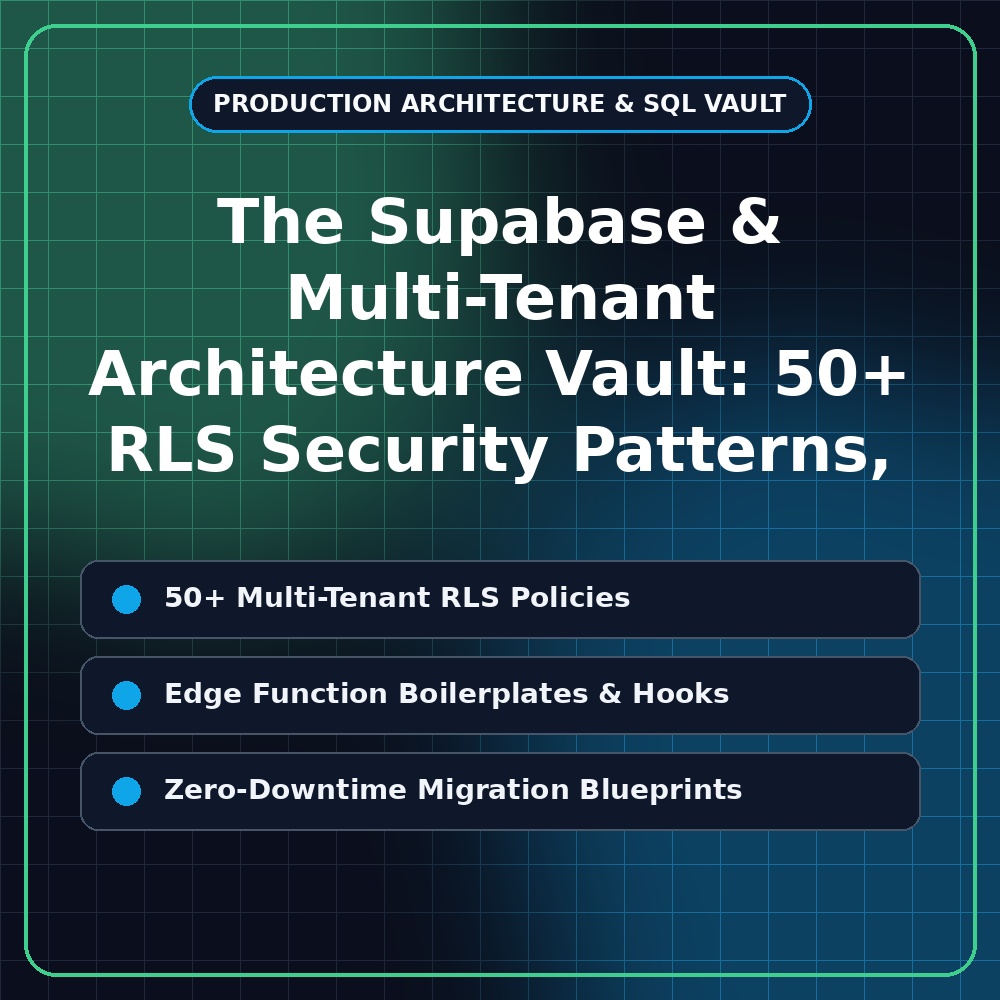 PRODUCTION ARCHITECTURE & SQL VAULT
The Supabase &
Multi-Tenant
Architecture Vault: 50+
RLS Security Patterns,
50+ Multi-Tenant RLS Policies
Edge Function Boilerplates & Hooks
Zero-Downtime Migration Blueprints